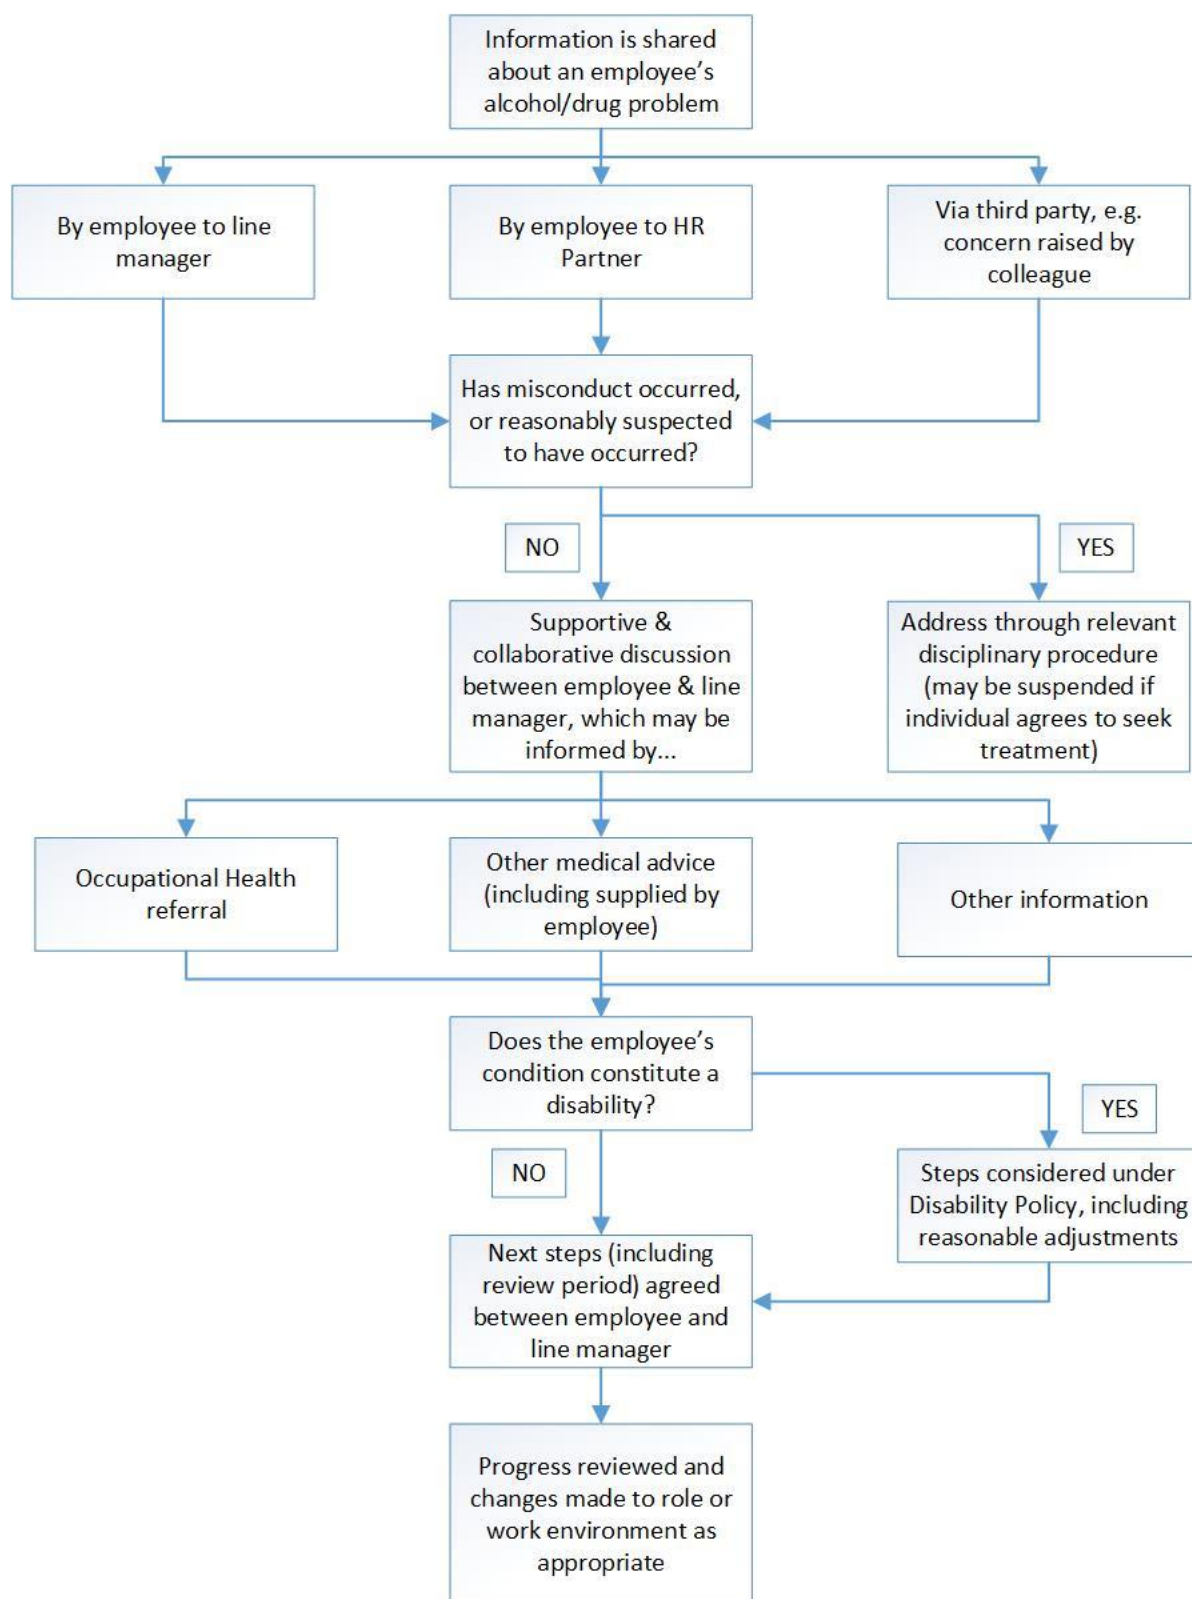 Information is shared
about an employee’s
alcohol/drug problem
By employee to line
manager
By employee to HR
Partner
Via third party, e.g.
concern raised by
colleague
Has misconduct occurred,
or reasonably suspected
to have occurred?
NO
YES
Supportive &
collaborative discussion
between employee & line
manager, which may be
informed by...
Address through relevant
disciplinary procedure
(may be suspended if
individual agrees to seek
treatment)
Occupational Health
referral
Other medical advice
(including supplied by
employee)
Other information
Does the employee’s
condition constitute a
disability?
YES
NO
Steps considered under
Disability Policy, including
reasonable adjustments
Next steps (including
review period) agreed
between employee and
line manager
Progress reviewed and
changes made to role or
work environment as
appropriate